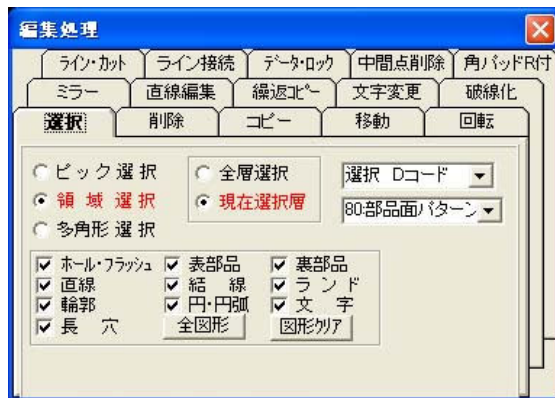 編集処理
ライン・カット ライン接続 データ・ロック 中間点削除 角パッドR付
ミラー 直線編集 繰返コピー 文字変更 破線化
選択 削除 コピー 移動 回転
ピック選択 全層選択 選択 Dコード
領域選択 現在選択層 80:部品面パターン
多角形選択
ホール・フラッシュ 表部品 裏部品
直線 結線 ランド
輪郭 円・円弧 文字
長穴 全図形 図形クリア